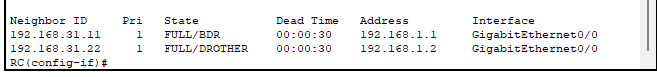 Neighbor ID     Pri   State           Dead Time   Address         Interface
192.168.31.11     1   FULL/BDR        00:00:30    192.168.1.1     GigabitEthernet0/0
192.168.31.22     1   FULL/DROTHER    00:00:30    192.168.1.2     GigabitEthernet0/0
RC(config-if)#